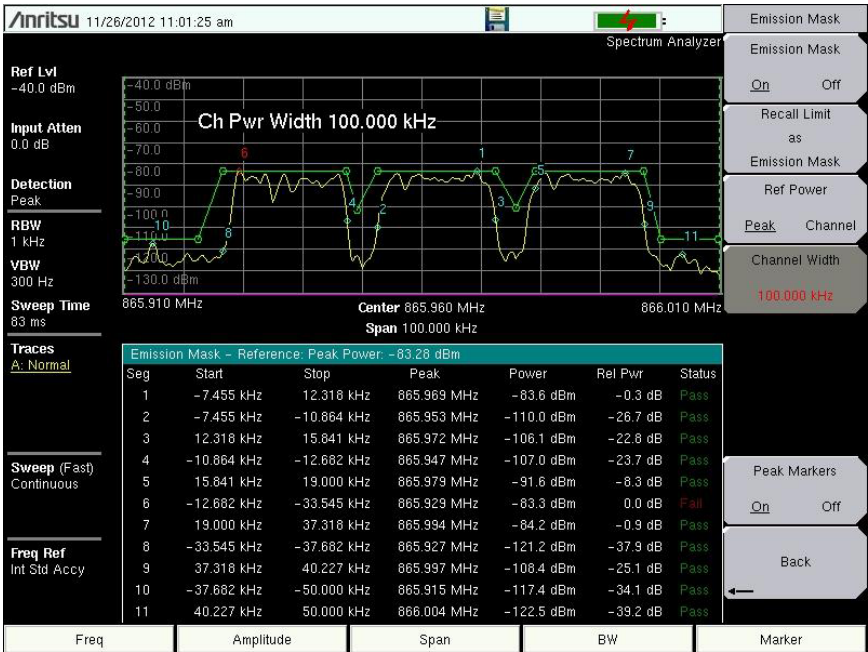 Anritsu 11/26/2012 11:01:25 am
Spectrum Analyzer
Ref Lvl
-40.0 dBm
Input Atten
0.0 dB
Detection
Peak
RBW
1 kHz
VBW
300 Hz
Sweep Time
83 ms
Traces
A: Normal
Sweep (Fast)
Continuous
Freq Ref
Int Std Accy
-40.0 dBm
-50.0
-60.0
-70.0
-80.0
-90.0
-100.0
-110.0
-120.0
-130.0 dBm
Ch Pwr Width 100.000 kHz
1
2
3
4
5
6
7
8
9
10
11
865.910 MHz
Center 865.960 MHz
866.010 MHz
Span 100.000 kHz
Emission Mask - Reference: Peak Power: -83.28 dBm
Seg Start Stop Peak Power Rel Pwr Status
1 -7.455 kHz 12.318 kHz 865.969 MHz -83.6 dBm -0.3 dB Pass
2 -7.455 kHz -10.864 kHz 865.953 MHz -110.0 dBm -26.7 dB Pass
3 12.318 kHz 15.841 kHz 865.972 MHz -106.1 dBm -22.8 dB Pass
4 -10.864 kHz -12.682 kHz 865.947 MHz -107.0 dBm -23.7 dB Pass
5 15.841 kHz 19.000 kHz 865.979 MHz -91.6 dBm -8.3 dB Pass
6 -12.682 kHz -33.545 kHz 865.929 MHz -83.3 dBm 0.0 dB Fail
7 19.000 kHz 37.318 kHz 865.994 MHz -84.2 dBm -0.9 dB Pass
8 -33.545 kHz -37.682 kHz 865.927 MHz -121.2 dBm -37.9 dB Pass
9 37.318 kHz 40.227 kHz 865.997 MHz -108.4 dBm -25.1 dB Pass
10 -37.682 kHz -50.000 kHz 865.915 MHz -117.4 dBm -34.1 dB Pass
11 40.227 kHz 50.000 kHz 866.004 MHz -122.5 dBm -39.2 dB Pass
Emission Mask
Emission Mask
On Off
Recall Limit
as
Emission Mask
Ref Power
Peak Channel
Channel Width
100.000 kHz
Peak Markers
On Off
Back
Freq Amplitude Span BW Marker